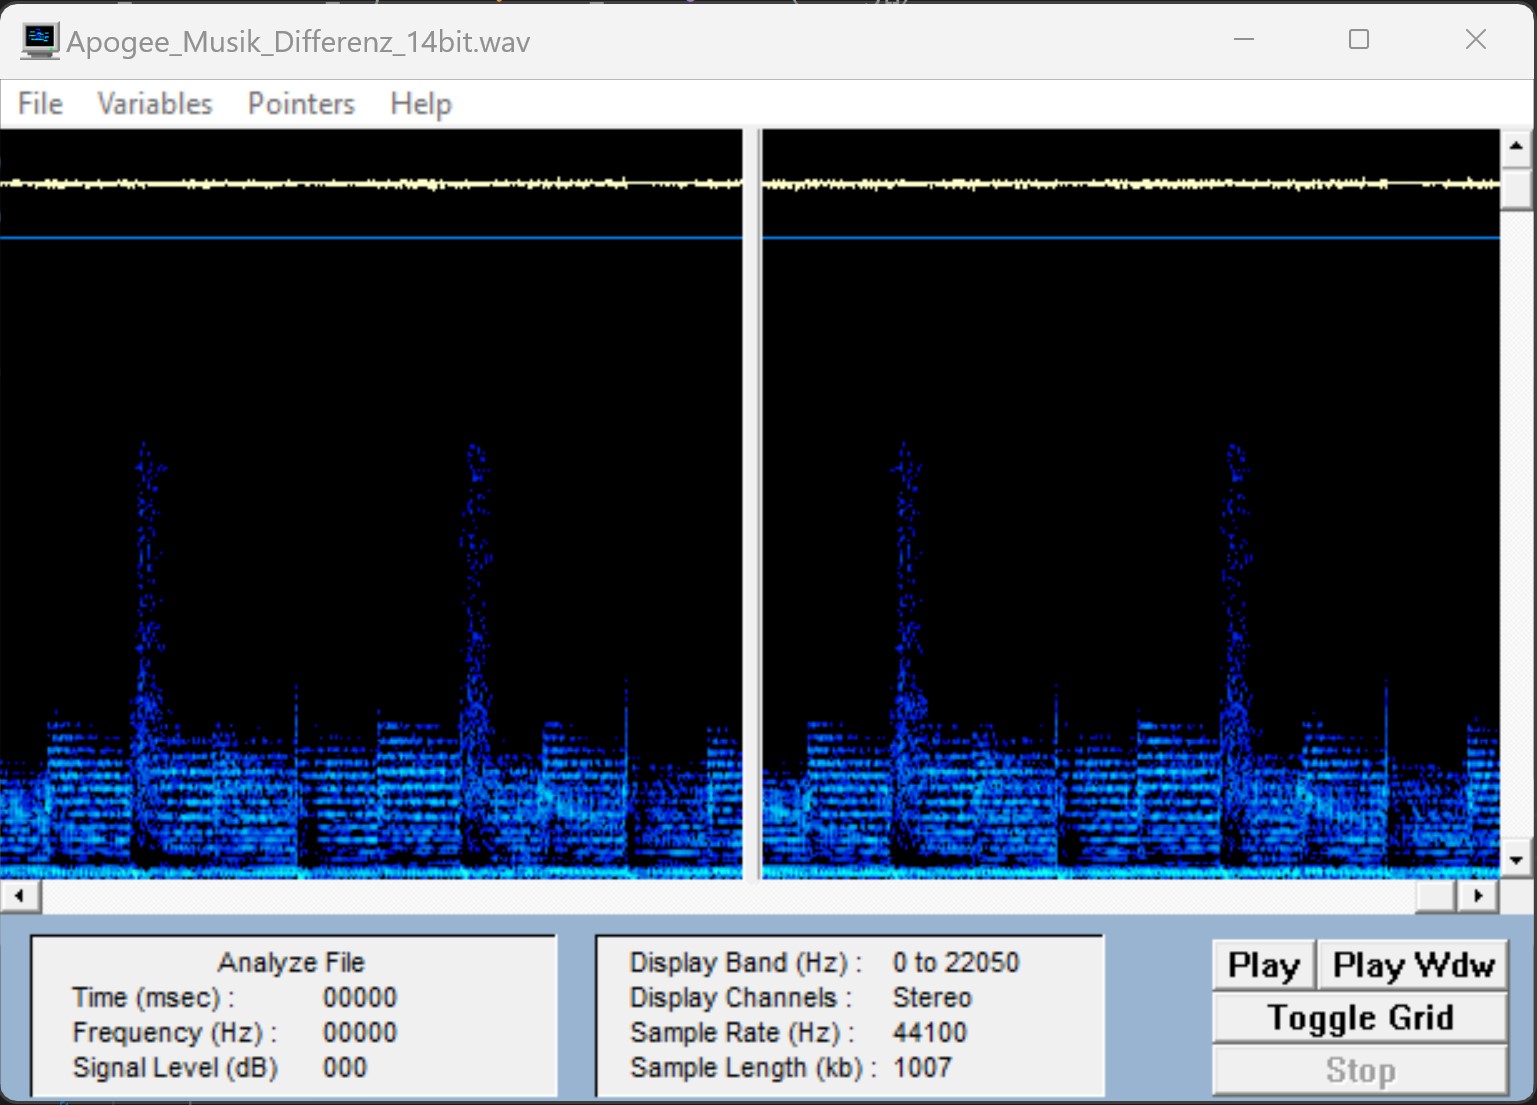 Apogee_Musik_Differenz_14bit.wav
File Variables Pointers Help
Analyze File
Time (msec) : 00000
Frequency (Hz) : 00000
Signal Level (dB) 000
Display Band (Hz) : 0 to 22050
Display Channels : Stereo
Sample Rate (Hz) : 44100
Sample Length (kb) : 1007
Play Play Wdw
Toggle Grid
Stop